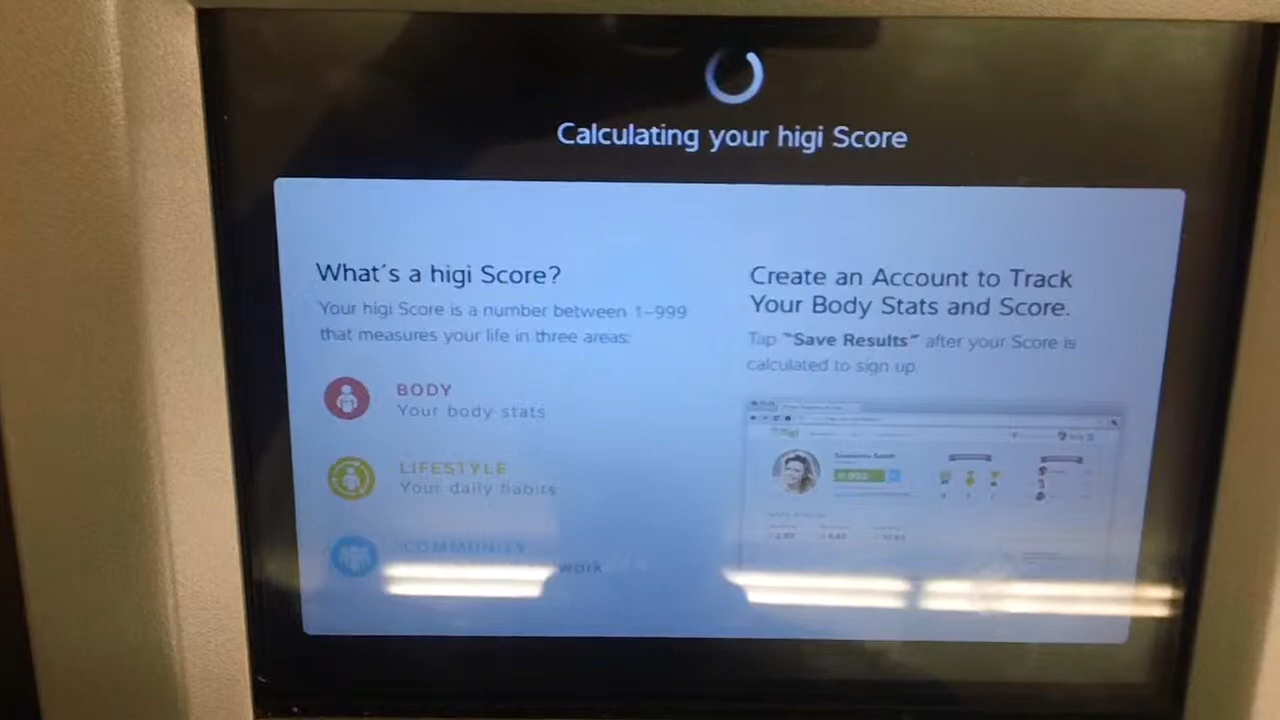 Calculating your higi Score
What's a higi Score?
Your higi Score is a number between 1–999
that measures your life in three areas:
BODY
Your body stats
LIFESTYLE
Your daily habits
COMMUNITY
work
Create an Account to Track
Your Body Stats and Score.
Tap "Save Results" after your Score is
calculated to sign up.